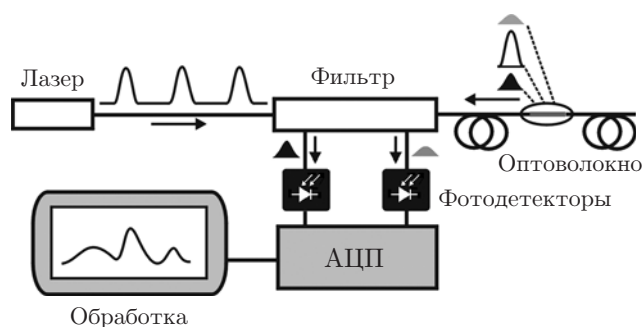 Лазер
Фильтр
Оптоволокно
Фотодетекторы
АЦП
Обработка